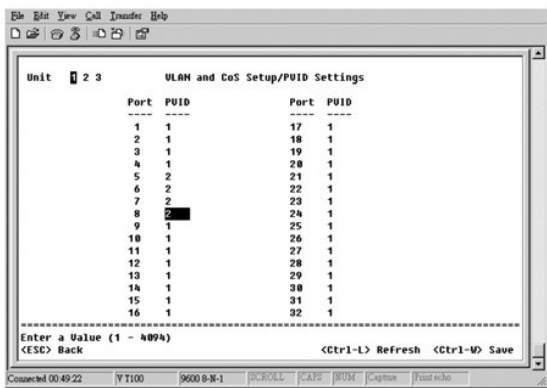 File Edit View Call Transfer Help
Unit 1 2 3 VLAN and CoS Setup/PVID Settings
Port PVID Port PVID
---- ---- ---- ----
1 1 17 1
2 1 18 1
3 1 19 1
4 1 20 1
5 2 21 1
6 2 22 1
7 2 23 1
8 2 24 1
9 1 25 1
10 1 26 1
11 1 27 1
12 1 28 1
13 1 29 1
14 1 30 1
15 1 31 1
16 1 32 1
Enter a Value (1 - 4094)
<ESC> Back <Ctrl-L> Refresh <Ctrl-W> Save
Connected 00:49:22 VT100 9600 8-N-1 SCROLL CAPS NUM Capture Print echo